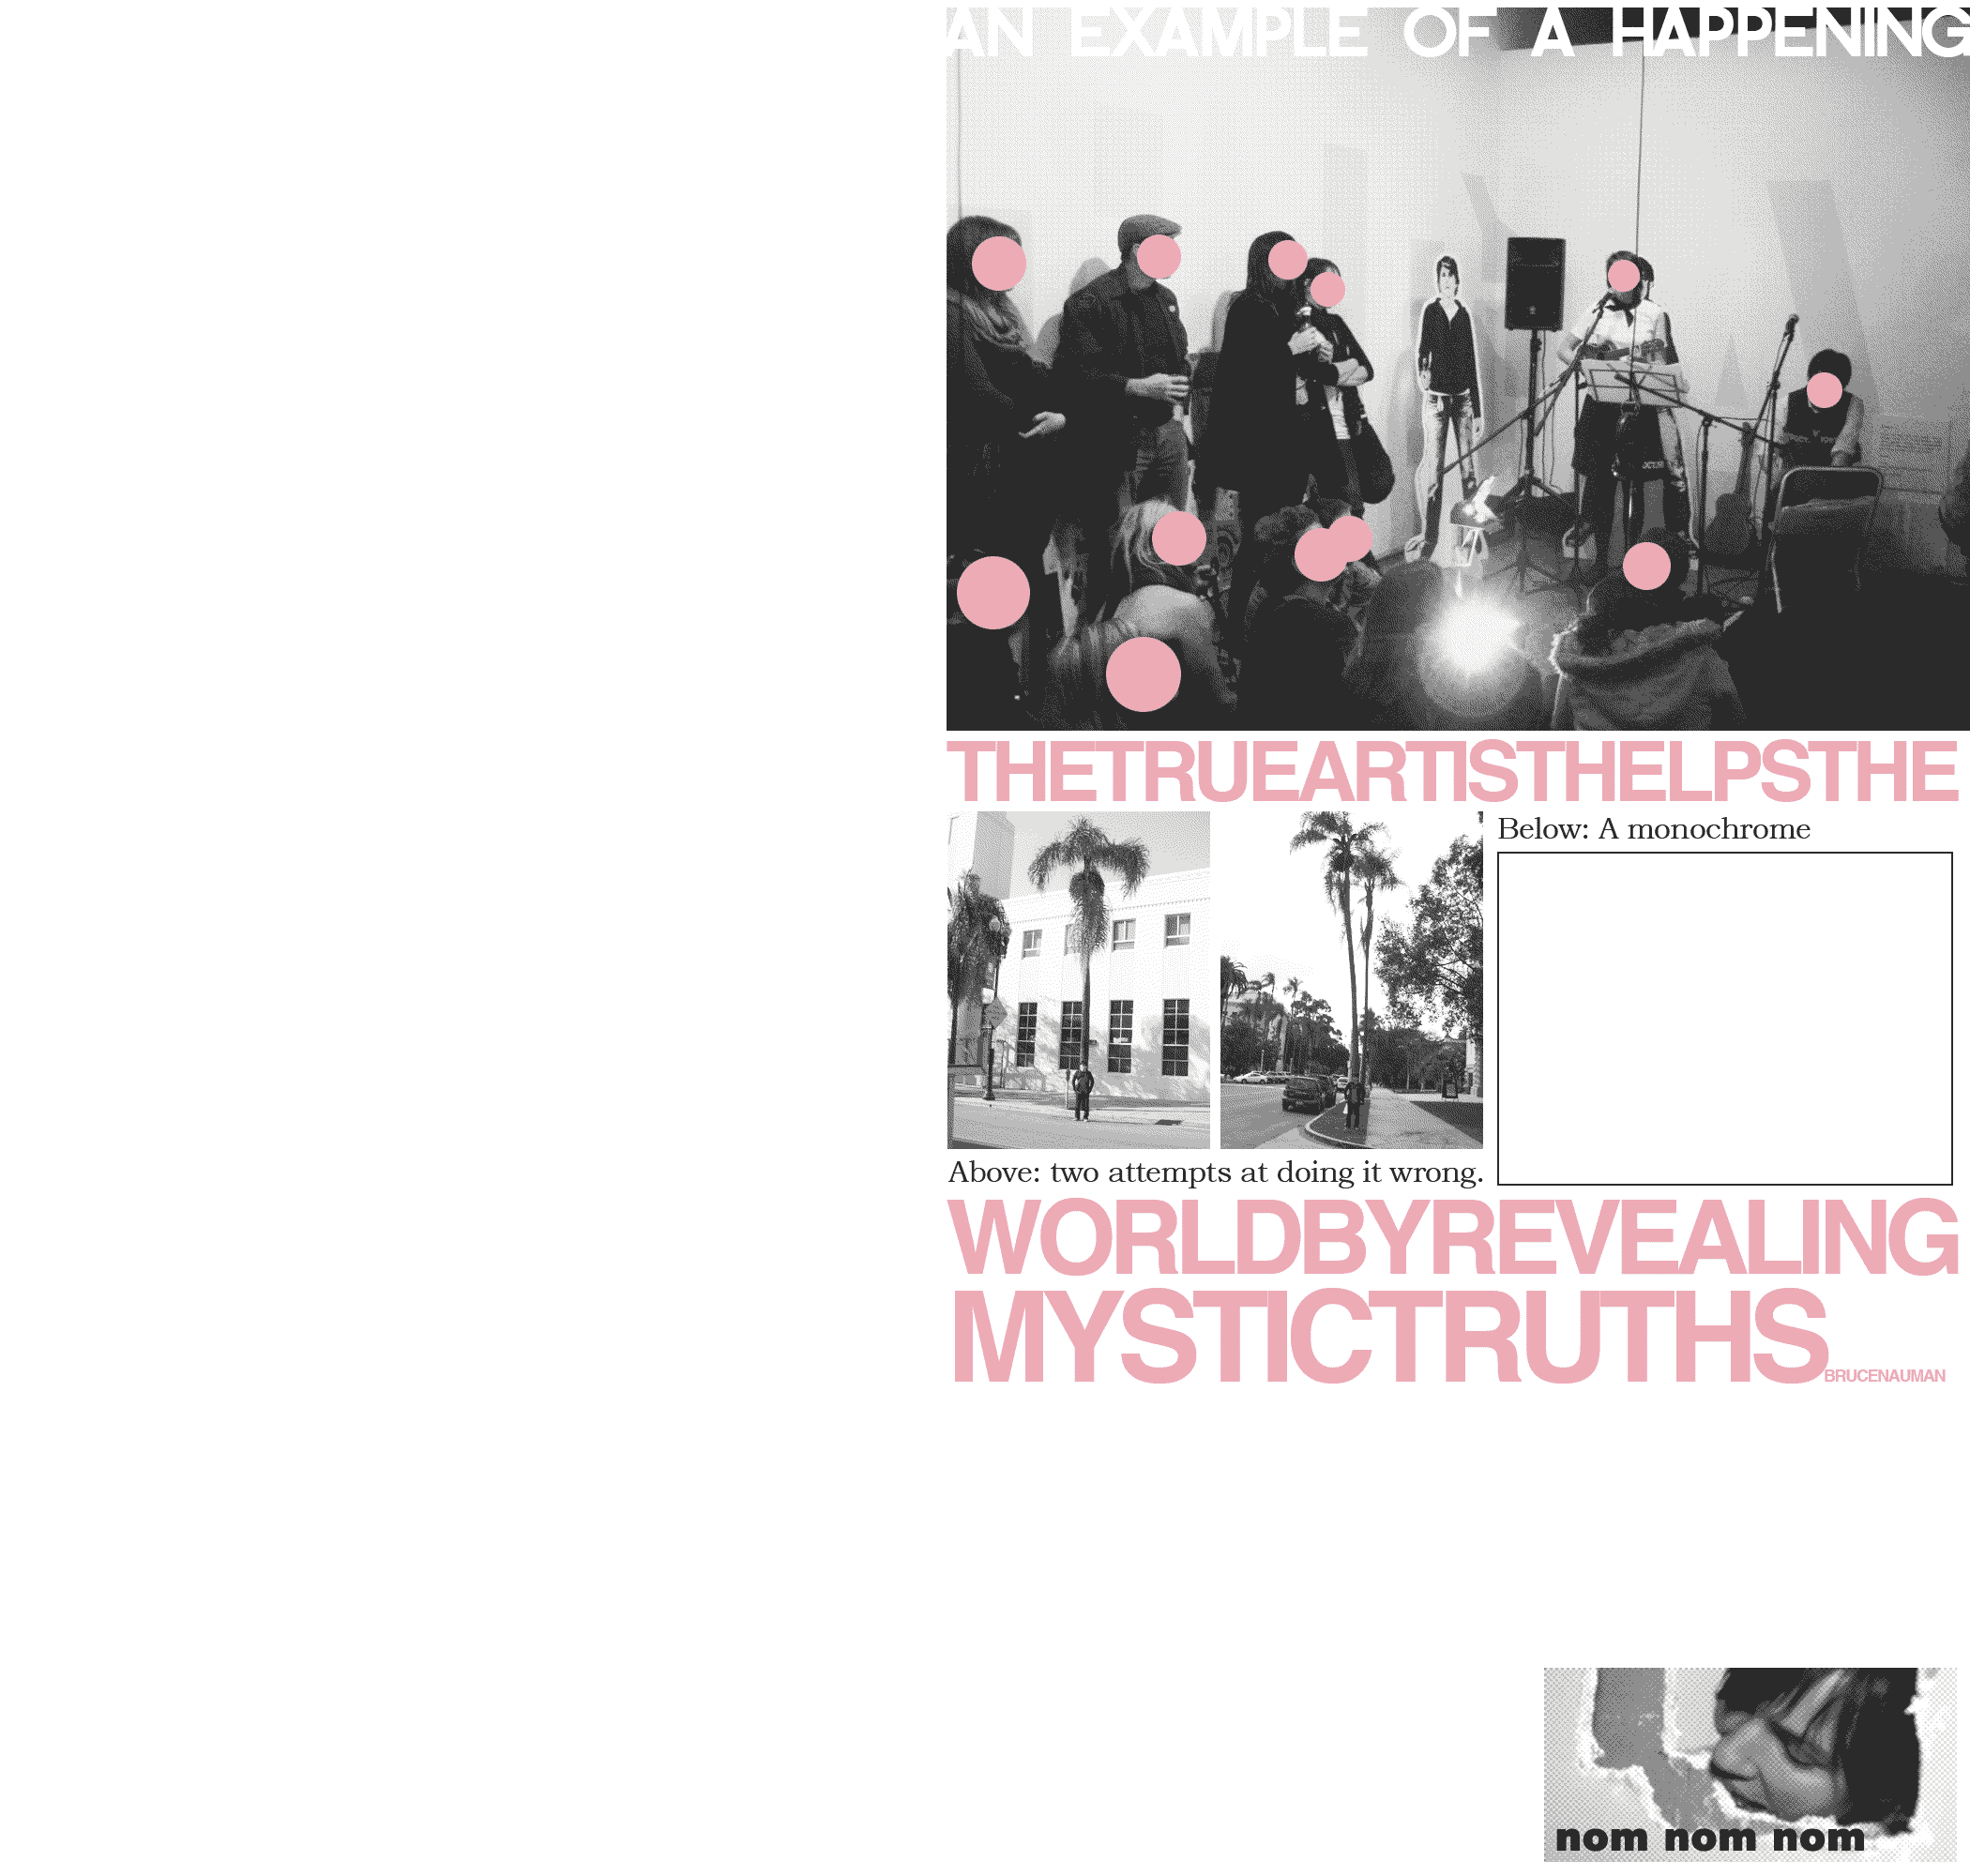 AN EXAMPLE OF A HAPPENING
THETRUEARTISTHELPSTHE
Below: A monochrome
Above: two attempts at doing it wrong.
WORLDBYREVEALING
MYSTICTRUTHS
BRUCENAUMAN
nom nom nom